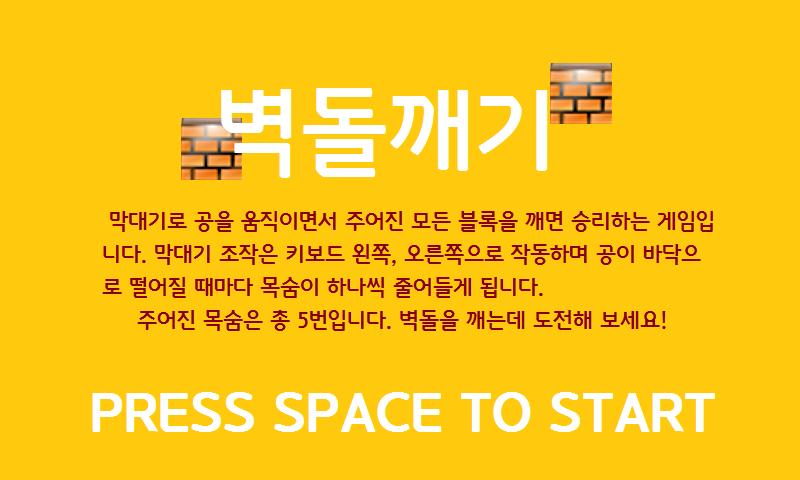 벽돌깨기
막대기로 공을 움직이면서 주어진 모든 블록을 깨면 승리하는 게임입
니다. 막대기 조작은 키보드 왼쪽, 오른쪽으로 작동하며 공이 바닥으
로 떨어질 때마다 목숨이 하나씩 줄어들게 됩니다.
주어진 목숨은 총 5번입니다. 벽돌을 깨는데 도전해 보세요!
PRESS SPACE TO START